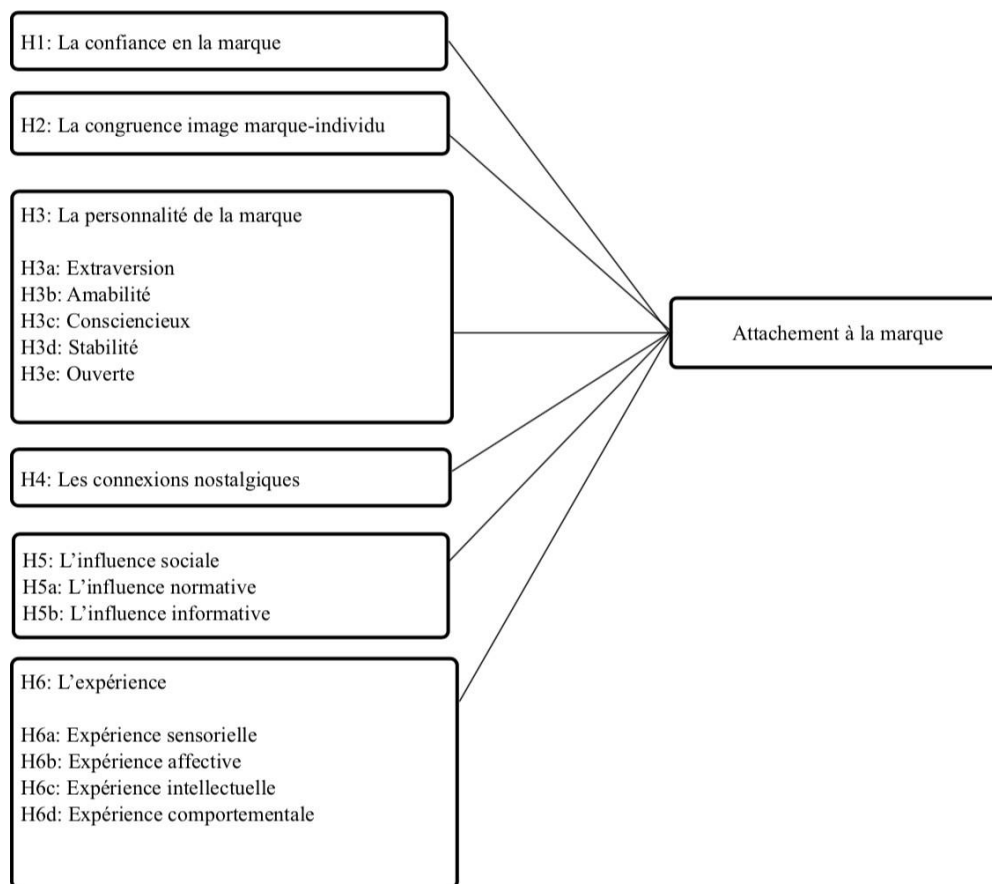 H1: La confiance en la marque
H2: La congruence image marque-individu
H3: La personnalité de la marque
H3a: Extraversion
H3b: Amabilité
H3c: Consciencieux
H3d: Stabilité
H3e: Ouverte
Attachement à la marque
H4: Les connexions nostalgiques
H5: L’influence sociale
H5a: L’influence normative
H5b: L’influence informative
H6: L’expérience
H6a: Expérience sensorielle
H6b: Expérience affective
H6c: Expérience intellectuelle
H6d: Expérience comportementale